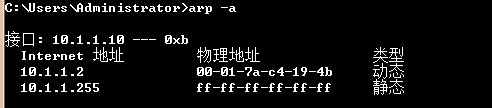 C:\Users\Administrator>arp -a
接口: 10.1.1.10 --- 0xb
Internet 地址 物理地址 类型
10.1.1.2 00-01-7a-c4-19-4b 动态
10.1.1.255 ff-ff-ff-ff-ff-ff 静态